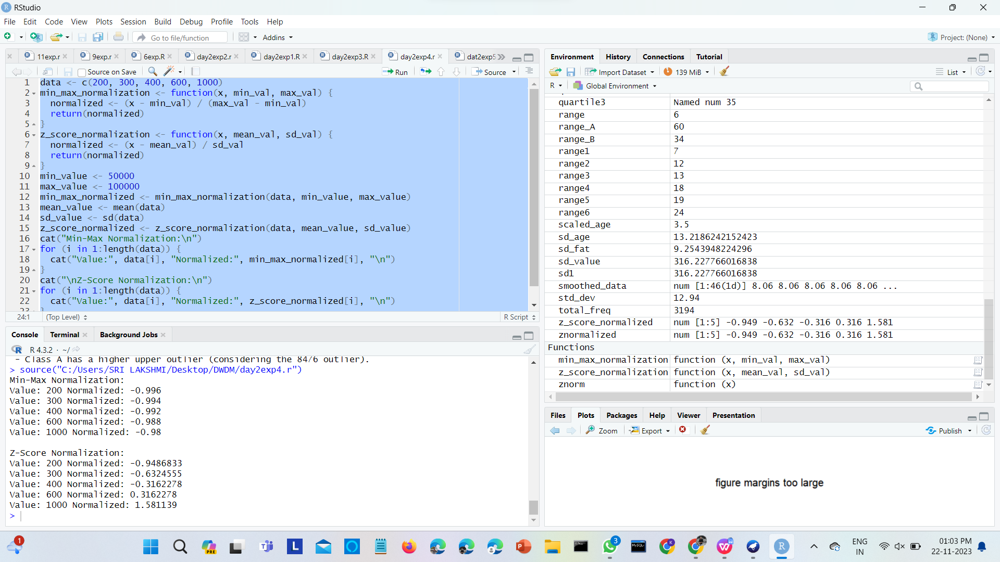 RStudio
File Edit Code View Plots Session Build Debug Profile Tools Help
Go to file/function Addins Project: (None)
11exp.r 9exp.r 6exp.R day2exp2.r day2exp1.R day2exp3.R day2exp4.r dat2exp5
Source on Save Run Source
1 data <- c(200, 300, 400, 600, 1000)
2 min_max_normalization <- function(x, min_val, max_val) {
3 normalized <- (x - min_val) / (max_val - min_val)
4 return(normalized)
5 }
6 z_score_normalization <- function(x, mean_val, sd_val) {
7 normalized <- (x - mean_val) / sd_val
8 return(normalized)
9 }
10 min_value <- 50000
11 max_value <- 100000
12 min_max_normalized <- min_max_normalization(data, min_value, max_value)
13 mean_value <- mean(data)
14 sd_value <- sd(data)
15 z_score_normalized <- z_score_normalization(data, mean_value, sd_value)
16 cat("Min-Max Normalization:\n")
17 for (i in 1:length(data)) {
18 cat("Value:", data[i], "Normalized:", min_max_normalized[i], "\n")
19 }
20 cat("\nZ-Score Normalization:\n")
21 for (i in 1:length(data)) {
22 cat("Value:", data[i], "Normalized:", z_score_normalized[i], "\n")
23 }
24:1 (Top Level) R Script
Console Terminal Background Jobs
R 4.3.2 · ~/
- Class A has a higher upper outlier (considering the 8476 outlier).
> source("C:/Users/SRI LAKSHMI/Desktop/DWDM/day2exp4.r")
Min-Max Normalization:
Value: 200 Normalized: -0.996
Value: 300 Normalized: -0.994
Value: 400 Normalized: -0.992
Value: 600 Normalized: -0.988
Value: 1000 Normalized: -0.98
Z-Score Normalization:
Value: 200 Normalized: -0.9486833
Value: 300 Normalized: -0.6324555
Value: 400 Normalized: -0.3162278
Value: 600 Normalized: 0.3162278
Value: 1000 Normalized: 1.581139
>
Environment History Connections Tutorial
Import Dataset 139 MiB List
R Global Environment
quartile3 Named num 35
range 6
range_A 60
range_B 34
range1 7
range2 12
range3 13
range4 18
range5 19
range6 24
scaled_age 3.5
sd_age 13.2186242152423
sd_fat 9.2543948224296
sd_value 316.227766016838
sd1 316.227766016838
smoothed_data num [1:46(1d)] 8.06 8.06 8.06 8.06 8.06 ...
std_dev 12.94
total_freq 3194
z_score_normalized num [1:5] -0.949 -0.632 -0.316 0.316 1.581
znormalized num [1:5] -0.949 -0.632 -0.316 0.316 1.581
Functions
min_max_normalization function (x, min_val, max_val)
z_score_normalization function (x, mean_val, sd_val)
znorm function (x)
Files Plots Packages Help Viewer Presentation
Zoom Export Publish
figure margins too large
1 PRE L 3 MySQL K R
ENG
IN
01:03 PM
22-11-2023